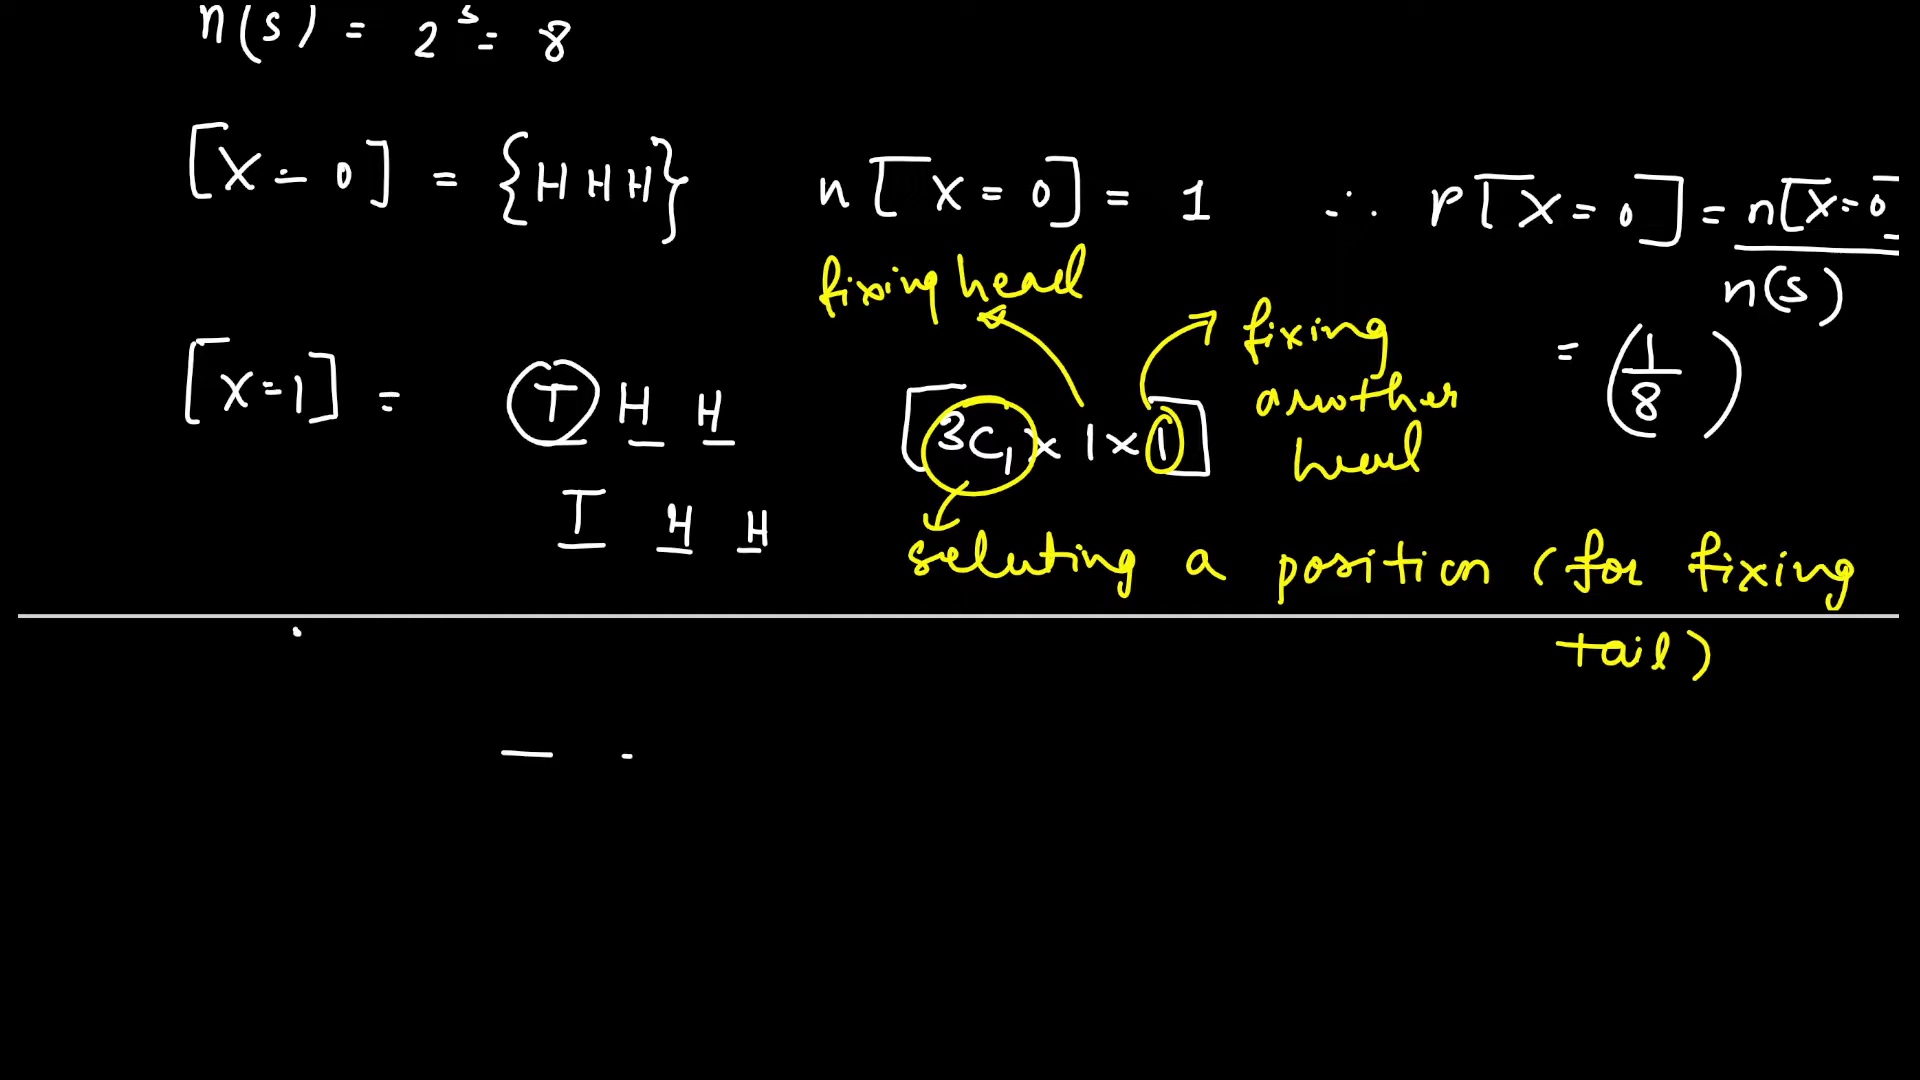 n(s) = 2³ = 8
[X = 0] = {H H H} n[X = 0] = 1 ∴ P[X = 0] = n[X = 0 / n(s)
fixing head
= (1/8)
fixing another head
[X = 1] = T H H [3C₁ x 1 x 1]
T H H
selecting a position (for fixing
tail)